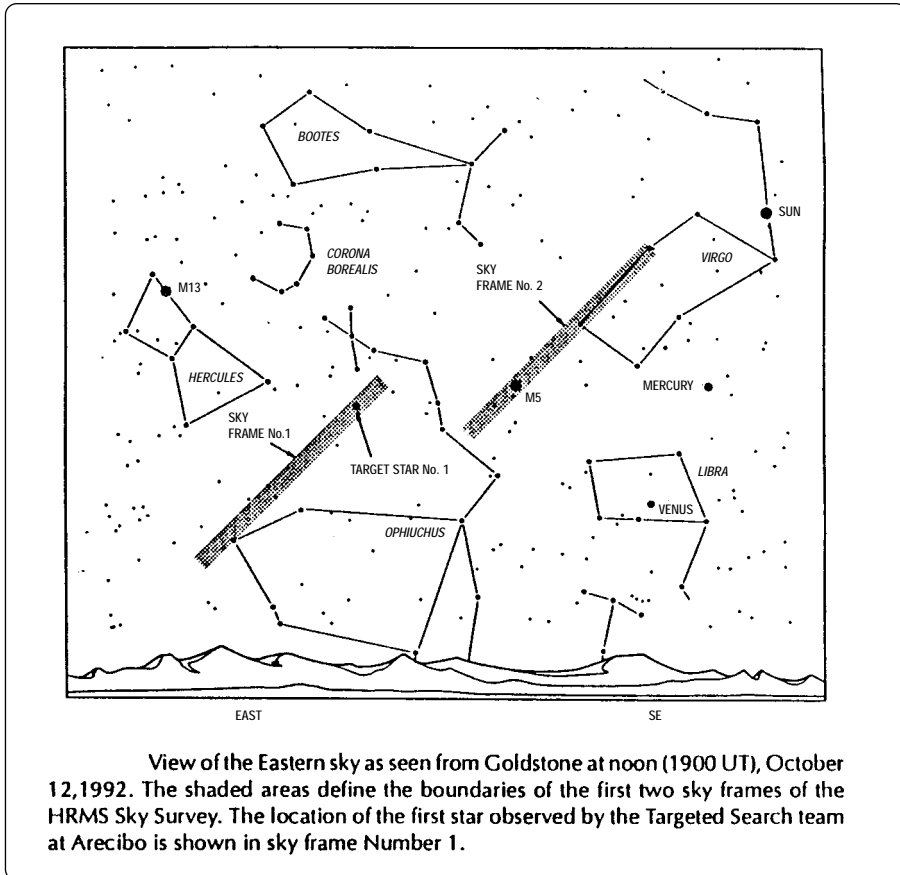 BOOTES
SUN
CORONA
BOREALIS
VIRGO
SKY
FRAME No. 2
M13
HERCULES
MERCURY
M5
SKY
FRAME No.1
TARGET STAR No. 1
LIBRA
VENUS
OPHIUCHUS
EAST
SE
View of the Eastern sky as seen from Goldstone at noon (1900 UT), October
12,1992. The shaded areas define the boundaries of the first two sky frames of the
HRMS Sky Survey. The location of the first star observed by the Targeted Search team
at Arecibo is shown in sky frame Number 1.